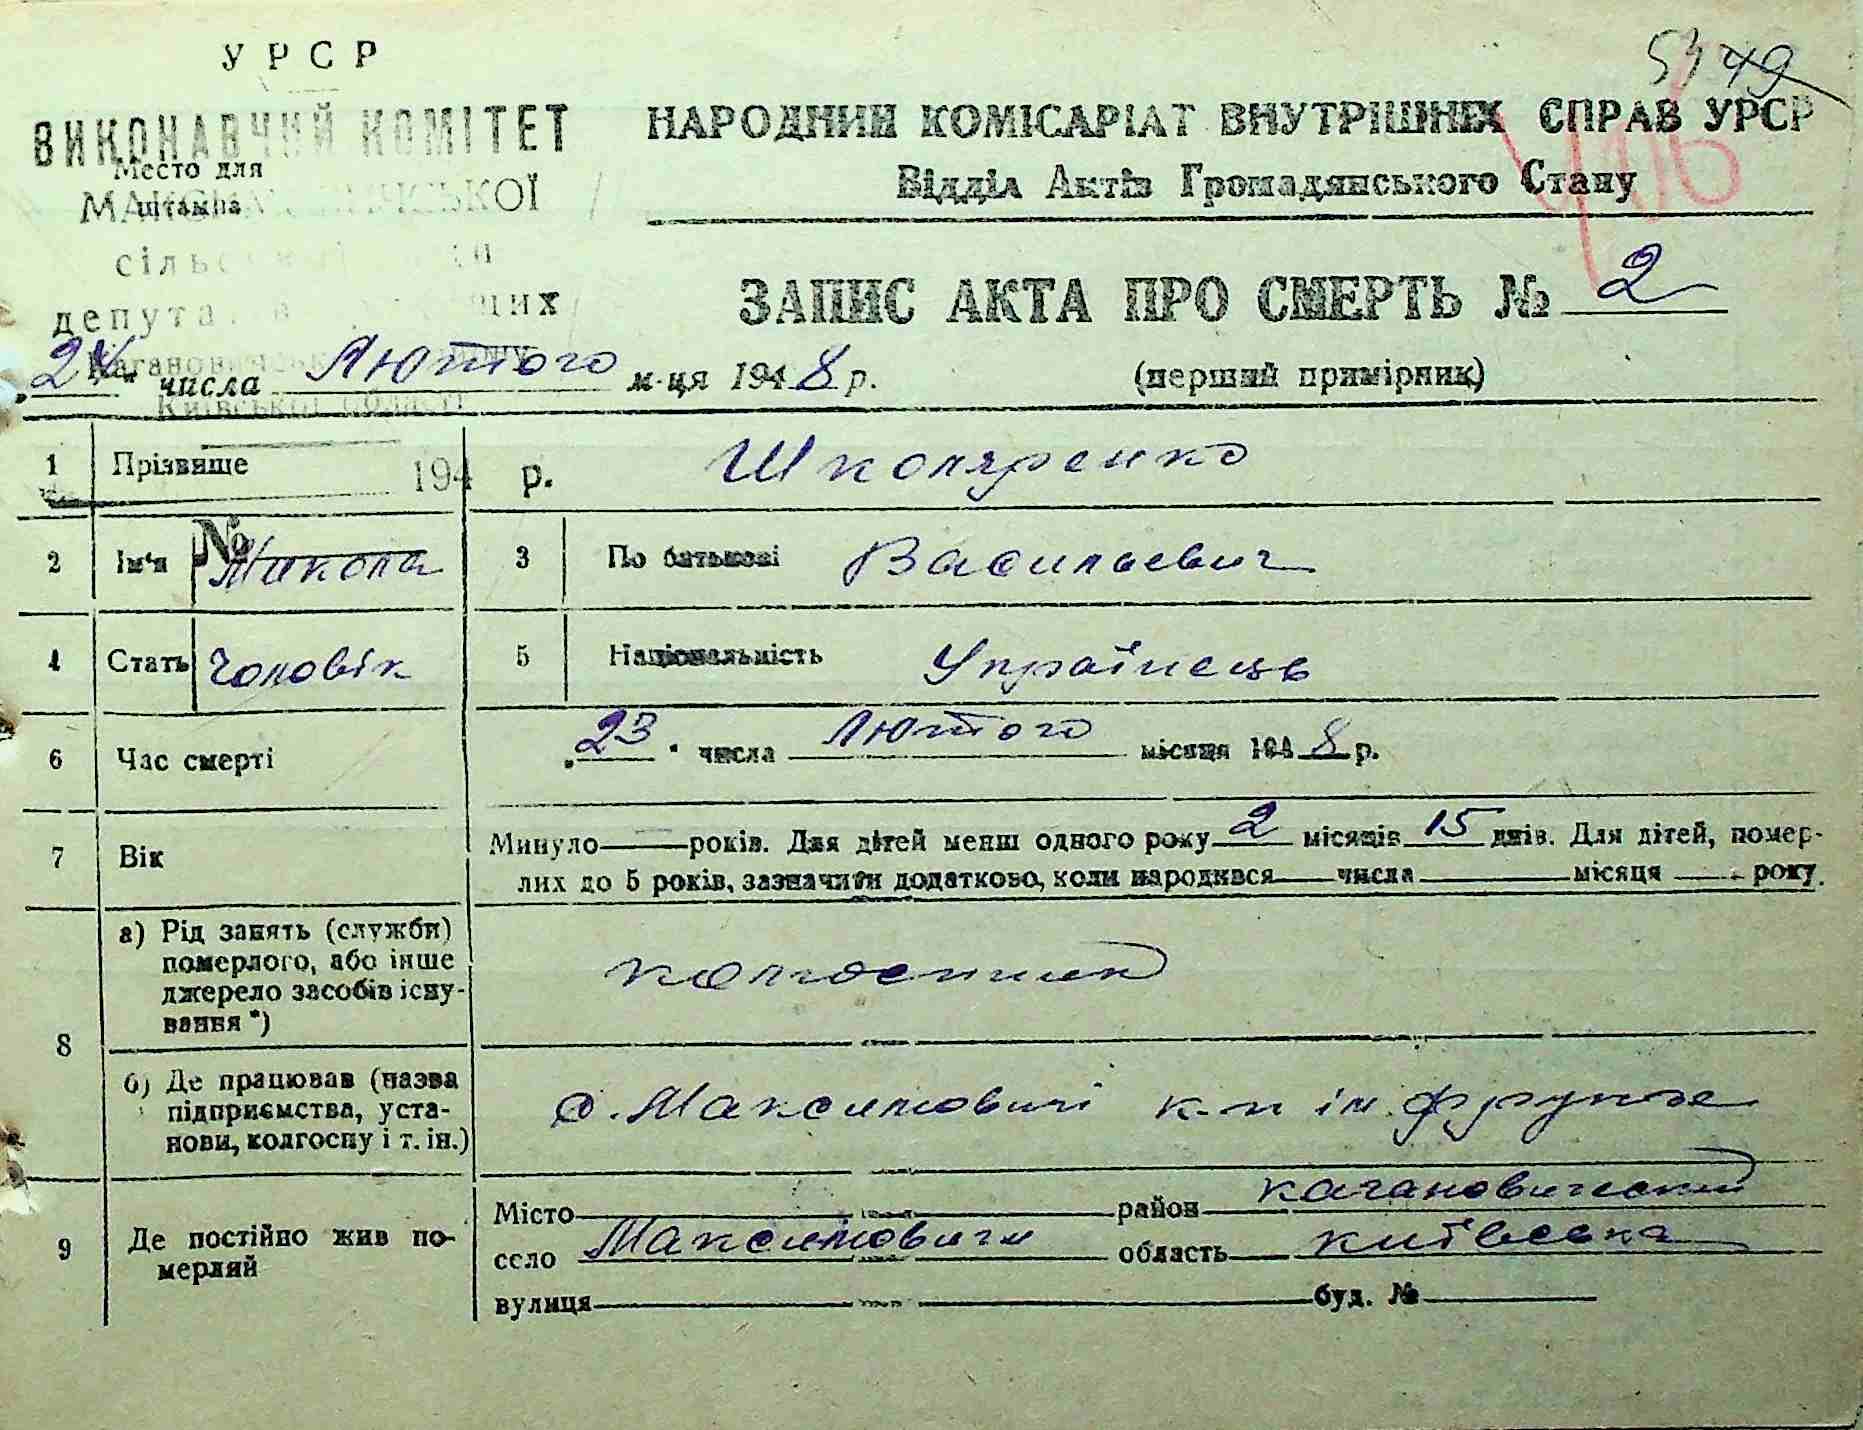 УРСР
ВИКОНАВЧИЙ КОМІТЕТ
Место для
штампа
сільської
депутатів
Київської області
194 р.
№
49
НАРОДНИЙ КОМІСАРІАТ ВНУТРІШНІХ СПРАВ УРСР
Відділ Актів Громадянського Стану
ЗАПИС АКТА ПРО СМЕРТЬ № 2
24 числа Лютого м-ця 1948 р. (перший примірник)
1 Прізвище Школяренко
2 Ім'я Микола 3 По батькові Васильевич
4 Стать Чоловік 5 Національність Українець
6 Час смерті "23" числа Лютого місяця 1948 р.
7 Вік Минуло — років. Для дітей менш одного року 2 місяців 15 днів. Для дітей, помер-
лих до 5 років, зазначити додатково, коли народився — числа — місяця — року.
8 а) Рід занять (служби)
померлого, або інше
джерело засобів існу-
вання *)
колгоспник
б) Де працював (назва
підприємства, уста-
нови, колгоспу і т. ін.)
с. Максимовичі к-п ім. Фрунзе
9 Де постійно жив по-
мерлий
Місто — район Кагановический
село Максимовичи область Київська
вулиця — буд. № —